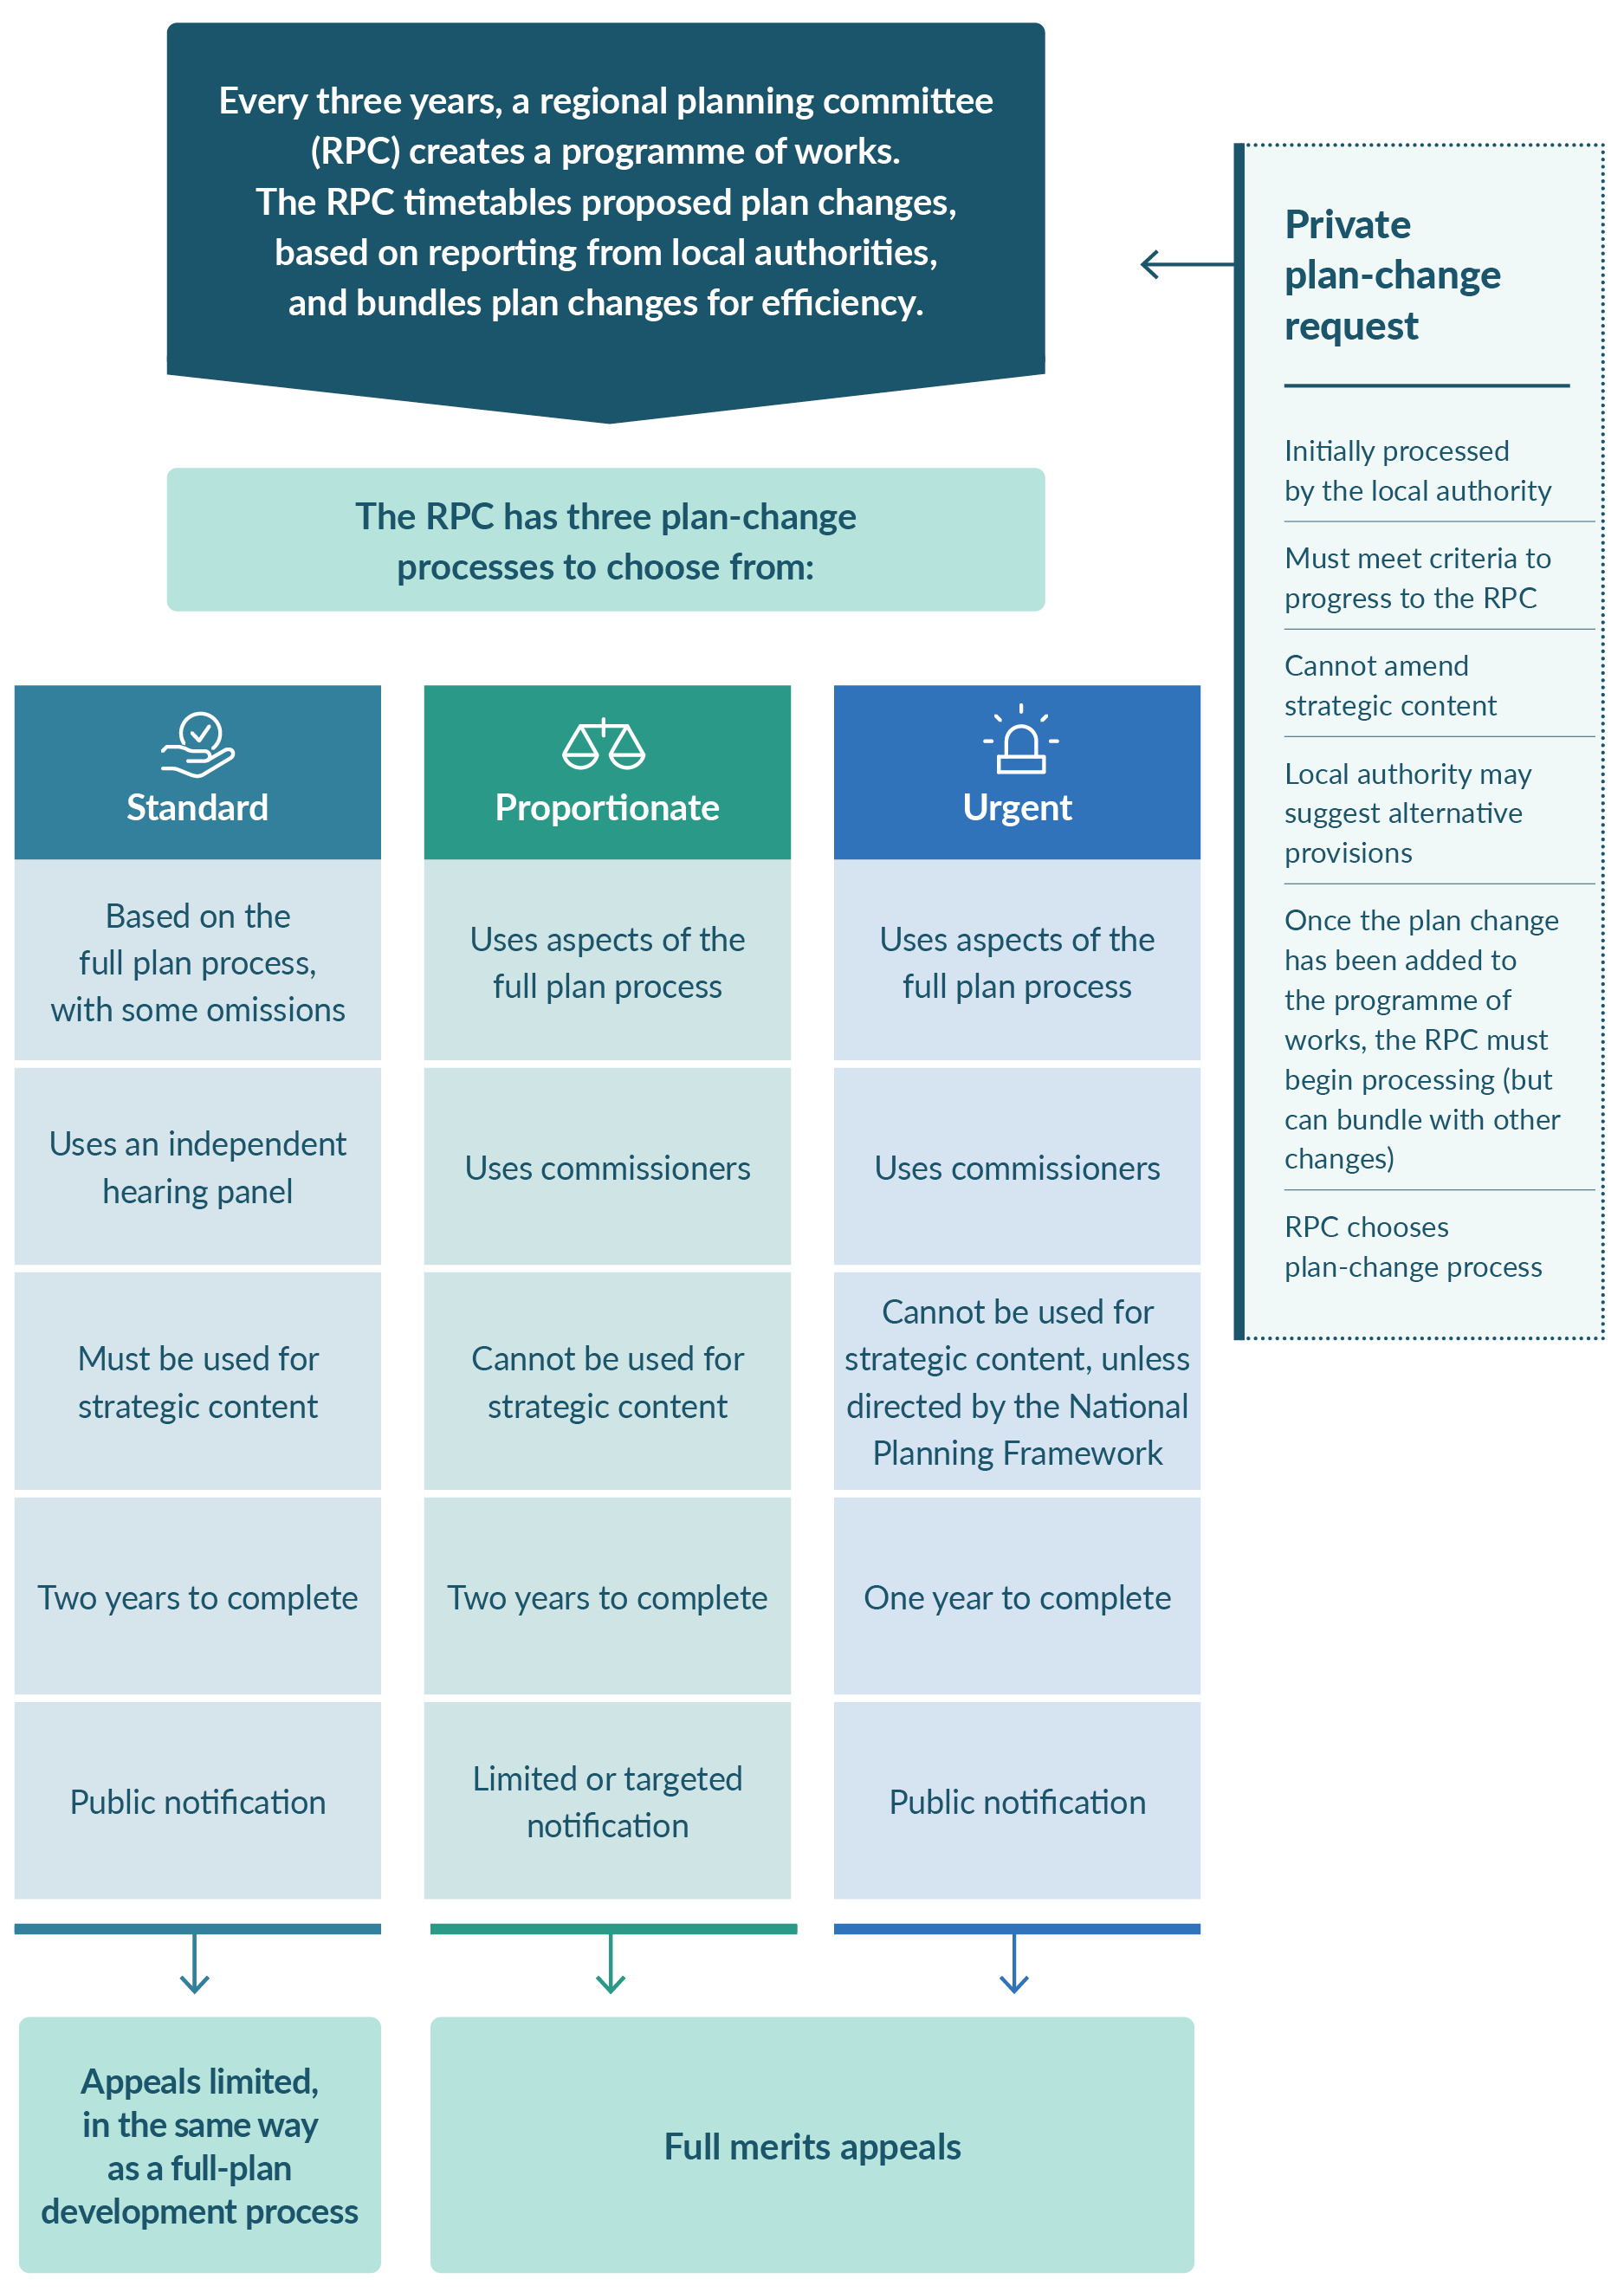 Every three years, a regional planning committee
(RPC) creates a programme of works.
The RPC timetables proposed plan changes,
based on reporting from local authorities,
and bundles plan changes for efficiency.
The RPC has three plan-change
processes to choose from:
Standard
Based on the
full plan process,
with some omissions
Uses an independent
hearing panel
Must be used for
strategic content
Two years to complete
Public notification
Appeals limited,
in the same way
as a full-plan
development process
Proportionate
Uses aspects of the
full plan process
Uses commissioners
Cannot be used for
strategic content
Two years to complete
Limited or targeted
notification
Urgent
Uses aspects of the
full plan process
Uses commissioners
Cannot be used for
strategic content, unless
directed by the National
Planning Framework
One year to complete
Public notification
Full merits appeals
Private
plan-change
request
Initially processed
by the local authority
Must meet criteria to
progress to the RPC
Cannot amend
strategic content
Local authority may
suggest alternative
provisions
Once the plan change
has been added to
the programme of
works, the RPC must
begin processing (but
can bundle with other
changes)
RPC chooses
plan-change process